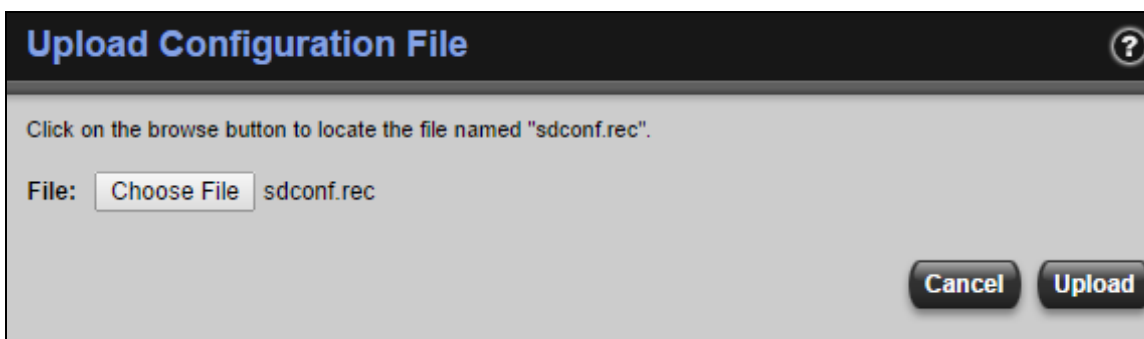 Upload Configuration File
?
Click on the browse button to locate the file named "sdconf.rec".
File: Choose File sdconf.rec
Cancel Upload